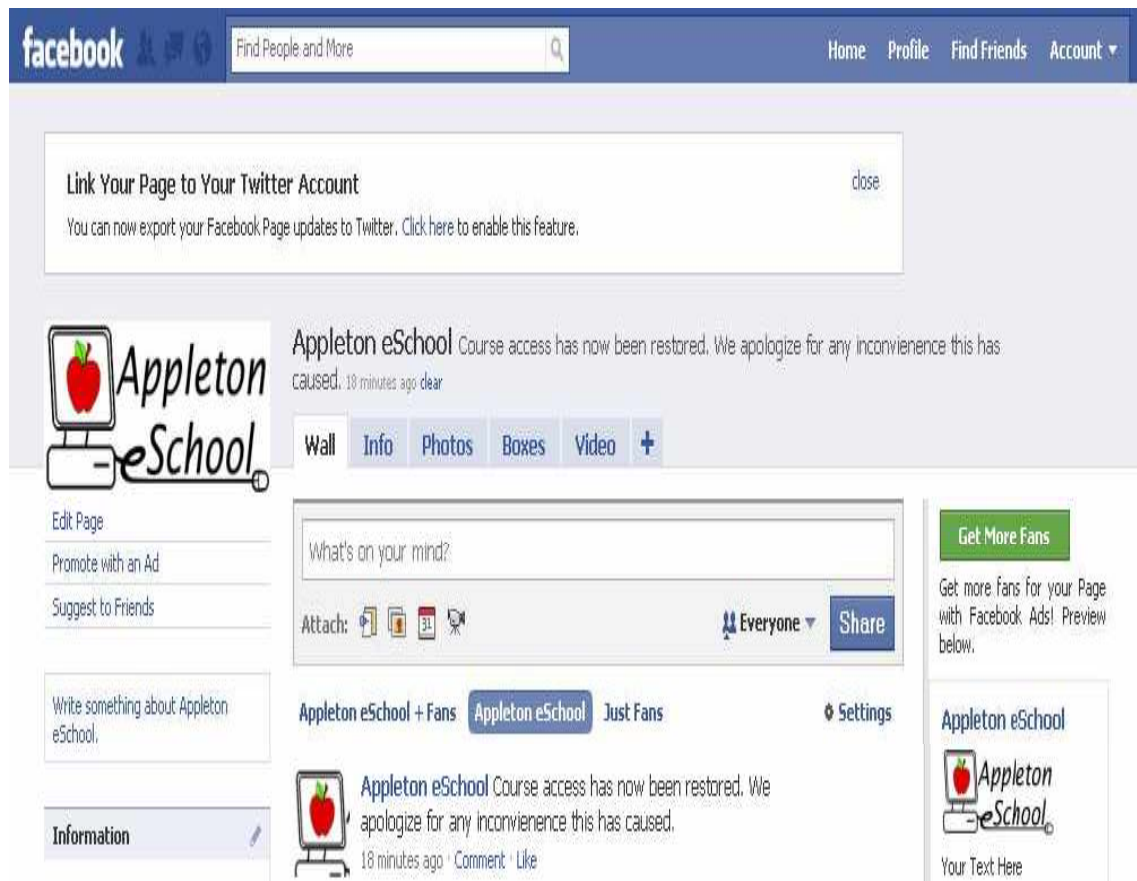 facebook
Find People and More
Home Profile Find Friends Account
Link Your Page to Your Twitter Account
close
You can now export your Facebook Page updates to Twitter. Click here to enable this feature.
Appleton
eSchool
Appleton eSchool Course access has now been restored. We apologize for any inconvienence this has
caused. 18 minutes ago clear
Wall Info Photos Boxes Video +
Edit Page
Promote with an Ad
Suggest to Friends
Write something about Appleton
eSchool.
Information
What's on your mind?
Attach: 31 Everyone Share
Appleton eSchool + Fans Appleton eSchool Just Fans Settings
Appleton eSchool Course access has now been restored. We
apologize for any inconvienence this has caused.
18 minutes ago · Comment · Like
Get More Fans
Get more fans for your Page
with Facebook Ads! Preview
below.
Appleton eSchool
Appleton
eSchool
Your Text Here